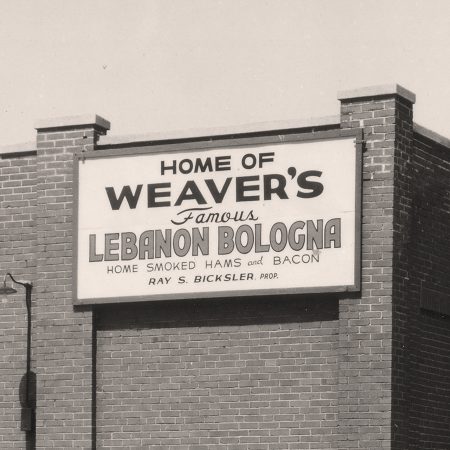 HOME OF
WEAVER'S
Famous
LEBANON BOLOGNA
HOME SMOKED HAMS and BACON
RAY S. BICKSLER, PROP.